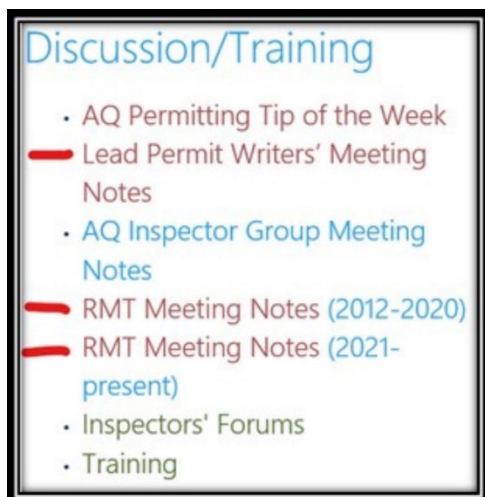 Discussion/Training
• AQ Permitting Tip of the Week
Lead Permit Writers’ Meeting
Notes
• AQ Inspector Group Meeting
Notes
RMT Meeting Notes (2012-2020)
RMT Meeting Notes (2021-
present)
• Inspectors' Forums
• Training